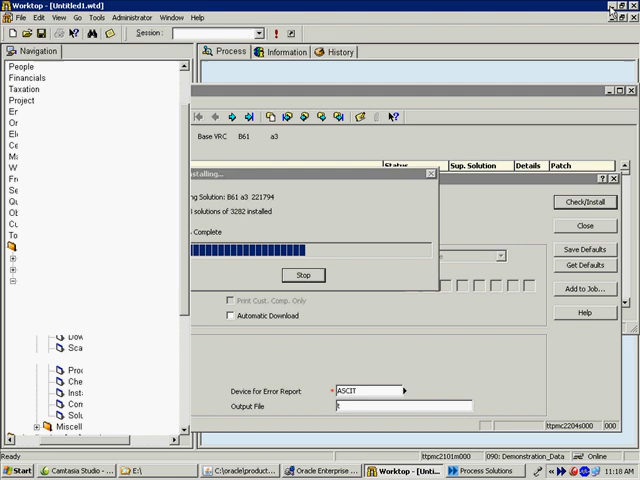 Worktop - [Untitled1.wtd]
File Edit View Go Tools Administrator Window Help
Session:
Navigation
Process Information History
People
Financials
Taxation
Project
Base VRC B61 a3
Status Sup. Solution Details Patch
stalling...
ng Solution: B61 a3 221794
solutions of 3282 installed
Complete
Stop
Check/Install
Close
Save Defaults
Get Defaults
Add to Job...
Help
Print Cust. Comp. Only
Automatic Download
Device for Error Report * ASCIT
Output File t
Miscell
ttpmc2204s000 000
Ready ttpmc2101m000 090: Demonstration_Data Online
Start Camtasia Studio - ... E:\ C:\oracle\product... Oracle Enterprise ... Worktop - [Unti... Process Solutions 11:18 AM